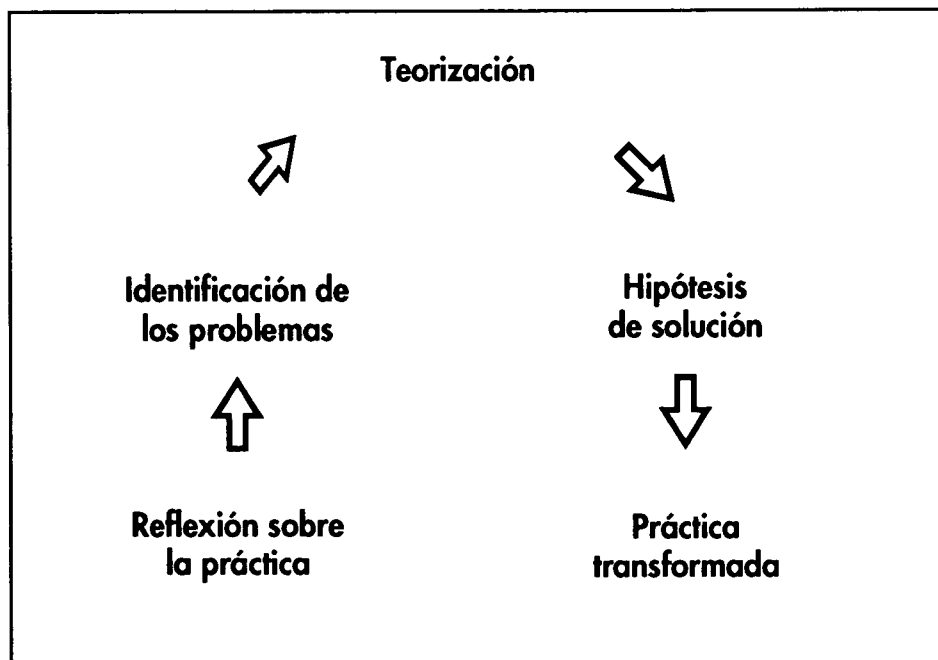 Teorización
Identificación de
los problemas
Hipótesis
de solución
Reflexión sobre
la práctica
Práctica
transformada